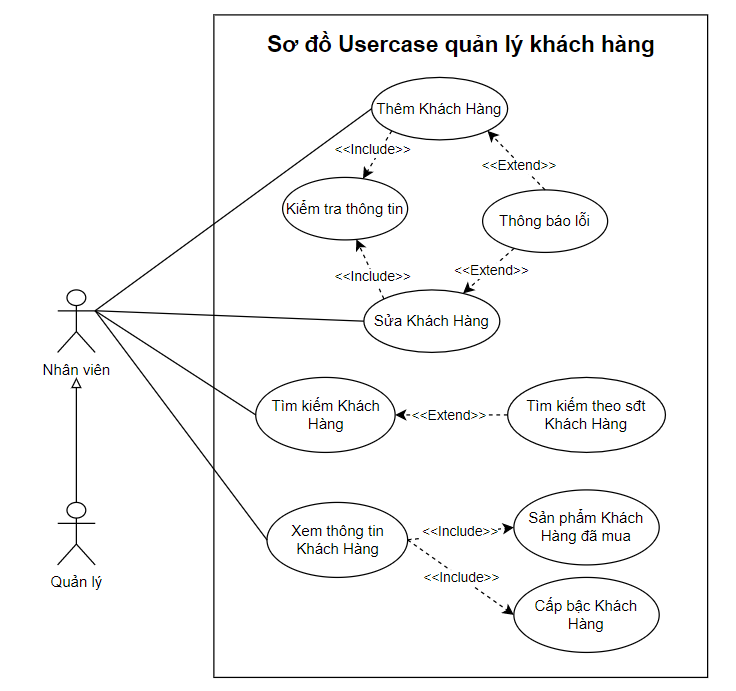 Sơ đồ Usercase quản lý khách hàng
Thêm Khách Hàng
<<Include>>
<<Extend>>
Kiểm tra thông tin
Thông báo lỗi
<<Include>>
<<Extend>>
Sửa Khách Hàng
Nhân viên
Tìm kiếm Khách
Hàng
<<Extend>>
Tìm kiếm theo sđt
Khách Hàng
Xem thông tin
Khách Hàng
<<Include>>
Sản phẩm Khách
Hàng đã mua
<<Include>>
Quản lý
Cấp bậc Khách
Hàng